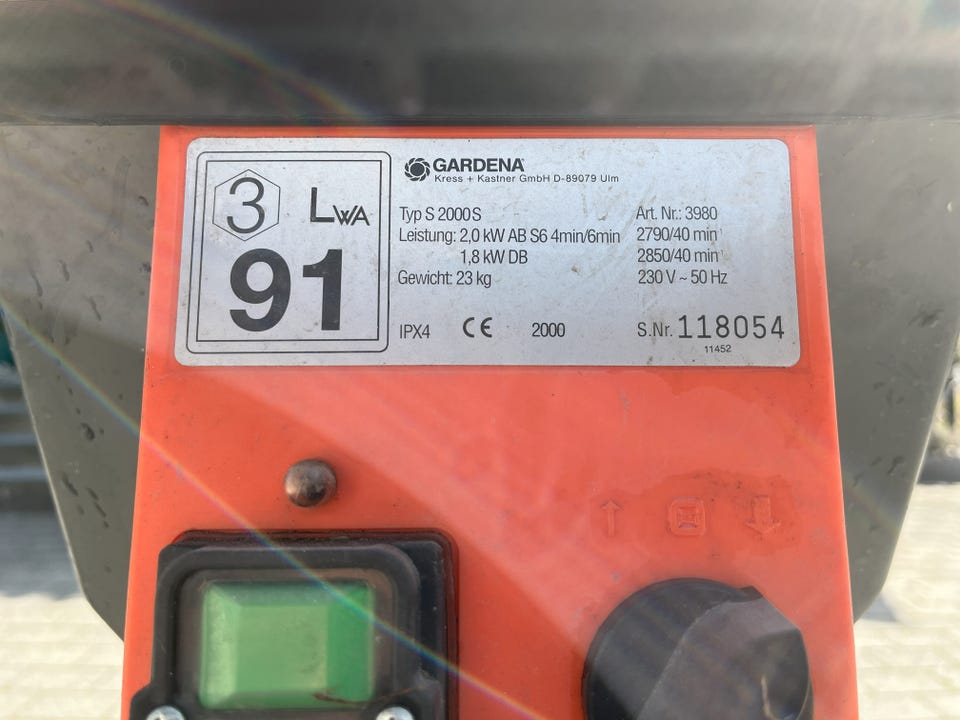 3 LWA
91
GARDENA®
Kress + Kastner GmbH D-89079 Ulm
Typ S 2000 S Art. Nr.: 3980
Leistung: 2,0 kW AB S6 4min/6min 2790/40 min⁻¹
1,8 kW DB 2850/40 min⁻¹
Gewicht: 23 kg 230 V ~ 50 Hz
IPX4 CE 2000 S.Nr. 118054
11452